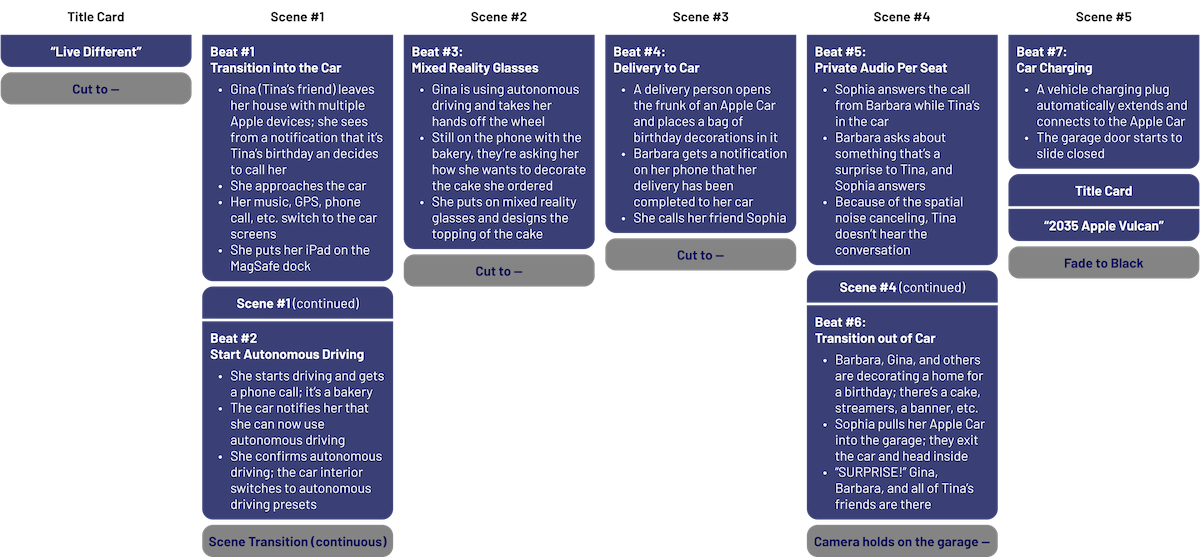 Title Card
“Live Different”
Cut to —
Scene #1
Beat #1
Transition into the Car
• Gina (Tina’s friend) leaves
her house with multiple
Apple devices; she sees
from a notification that it’s
Tina’s birthday an decides
to call her
• She approaches the car
• Her music, GPS, phone
call, etc. switch to the car
screens
• She puts her iPad on the
MagSafe dock
Scene #1 (continued)
Beat #2
Start Autonomous Driving
• She starts driving and gets
a phone call; it’s a bakery
• The car notifies her that
she can now use
autonomous driving
• She confirms autonomous
driving; the car interior
switches to autonomous
driving presets
Scene Transition (continuous)
Scene #2
Beat #3:
Mixed Reality Glasses
• Gina is using autonomous
driving and takes her
hands off the wheel
• Still on the phone with the
bakery, they’re asking her
how she wants to decorate
the cake she ordered
• She puts on mixed reality
glasses and designs the
topping of the cake
Cut to —
Scene #3
Beat #4:
Delivery to Car
• A delivery person opens
the frunk of an Apple Car
and places a bag of
birthday decorations in it
• Barbara gets a notification
on her phone that her
delivery has been
completed to her car
• She calls her friend Sophia
Cut to —
Scene #4
Beat #5:
Private Audio Per Seat
• Sophia answers the call
from Barbara while Tina’s
in the car
• Barbara asks about
something that’s a
surprise to Tina, and
Sophia answers
• Because of the spatial
noise canceling, Tina
doesn’t hear the
conversation
Scene #4 (continued)
Beat #6:
Transition out of Car
• Barbara, Gina, and others
are decorating a home for
a birthday; there’s a cake,
streamers, a banner, etc.
• Sophia pulls her Apple Car
into the garage; they exit
the car and head inside
• “SURPRISE!” Gina,
Barbara, and all of Tina’s
friends are there
Camera holds on the garage —
Scene #5
Beat #7:
Car Charging
• A vehicle charging plug
automatically extends and
connects to the Apple Car
• The garage door starts to
slide closed
Title Card
“2035 Apple Vulcan”
Fade to Black